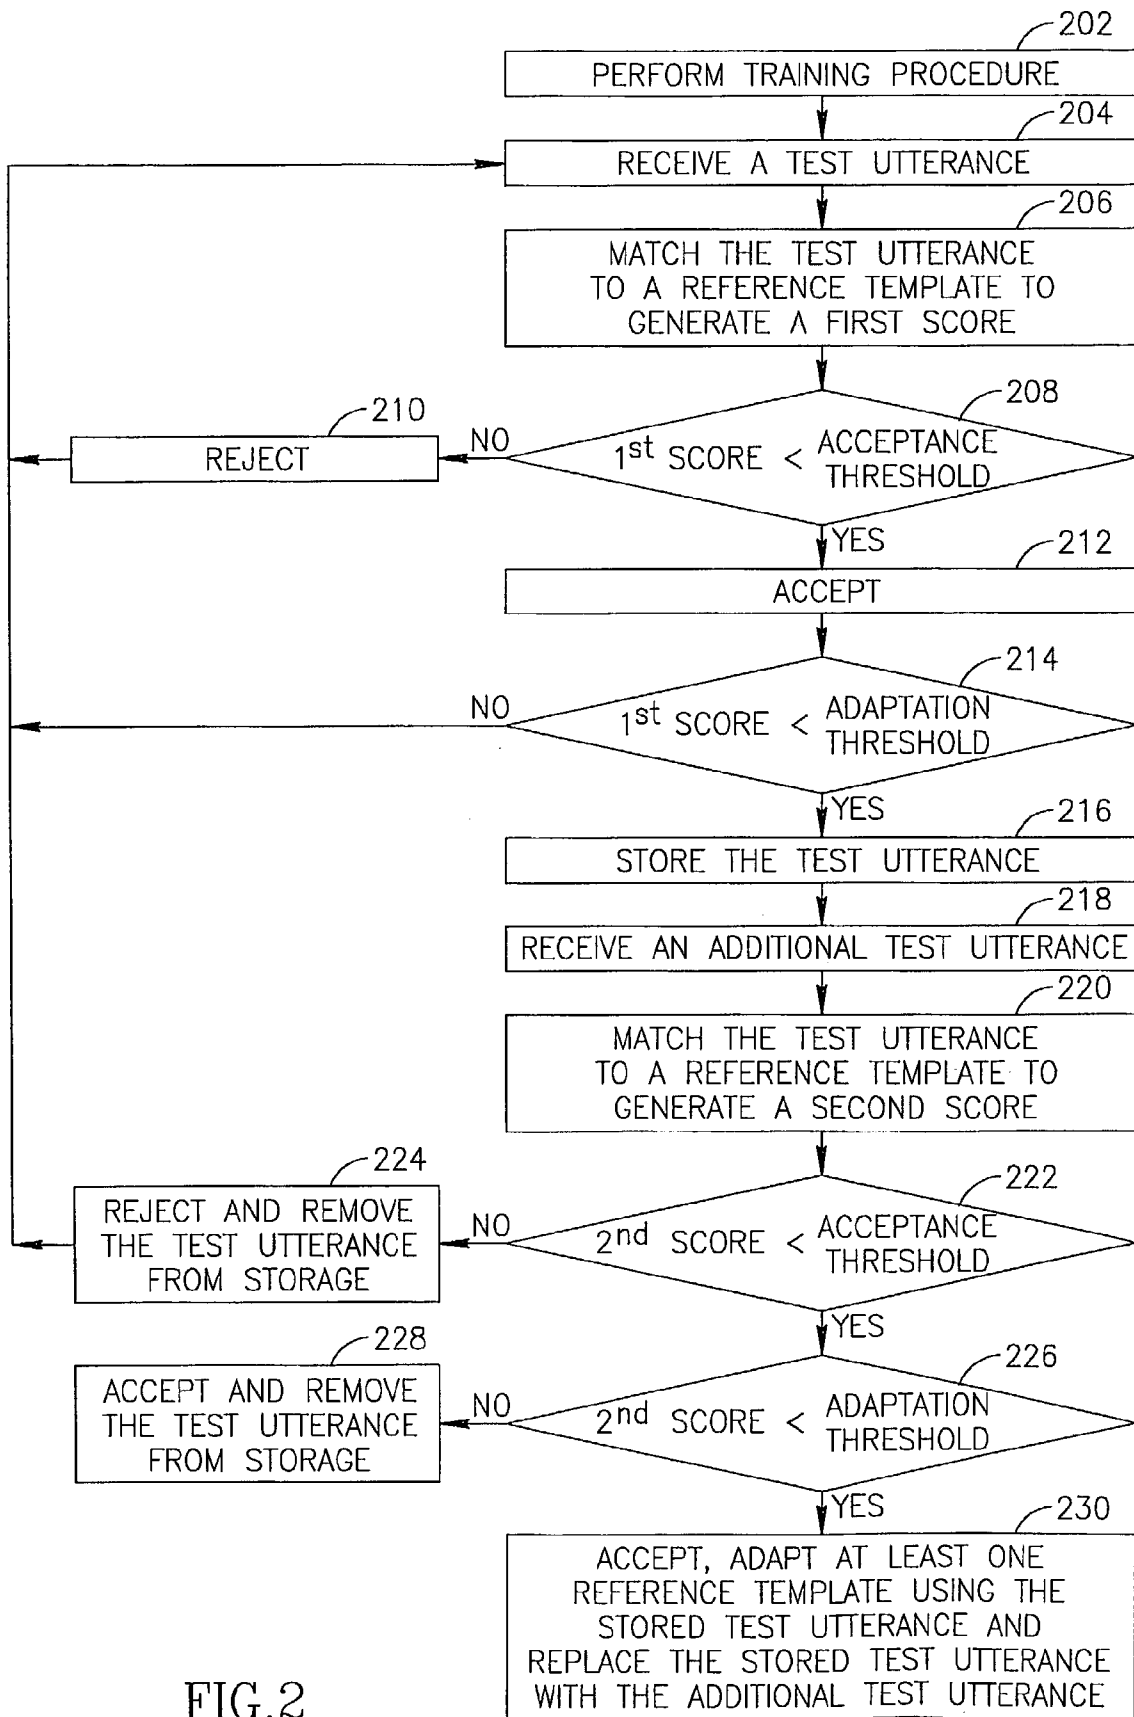 202
PERFORM TRAINING PROCEDURE
204
RECEIVE A TEST UTTERANCE
206
MATCH THE TEST UTTERANCE
TO A REFERENCE TEMPLATE TO
GENERATE A FIRST SCORE
208
1st SCORE < ACCEPTANCE
THRESHOLD
NO
210
REJECT
YES
212
ACCEPT
214
1st SCORE < ADAPTATION
THRESHOLD
NO
YES
216
STORE THE TEST UTTERANCE
218
RECEIVE AN ADDITIONAL TEST UTTERANCE
220
MATCH THE TEST UTTERANCE
TO A REFERENCE TEMPLATE TO
GENERATE A SECOND SCORE
222
2nd SCORE < ACCEPTANCE
THRESHOLD
NO
224
REJECT AND REMOVE
THE TEST UTTERANCE
FROM STORAGE
YES
226
2nd SCORE < ADAPTATION
THRESHOLD
NO
228
ACCEPT AND REMOVE
THE TEST UTTERANCE
FROM STORAGE
YES
230
ACCEPT, ADAPT AT LEAST ONE
REFERENCE TEMPLATE USING THE
STORED TEST UTTERANCE AND
REPLACE THE STORED TEST UTTERANCE
WITH THE ADDITIONAL TEST UTTERANCE
FIG.2